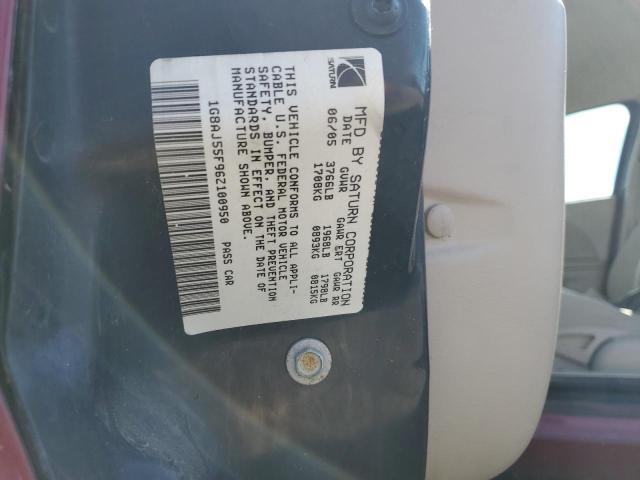 SATURN
MFD BY SATURN CORPORATION
DATE GVWR GAWR FRT GAWR RR
06/05 3766LB 1968LB 1798LB
1708KG 0893KG 0815KG
THIS VEHICLE CONFORMS TO ALL APPLI-
CABLE U.S. FEDERAL MOTOR VEHICLE
SAFETY, BUMPER, AND THEFT PREVENTION
STANDARDS IN EFFECT ON THE DATE OF
MANUFACTURE SHOWN ABOVE.
1G8AJ55F96Z100950 PASS CAR